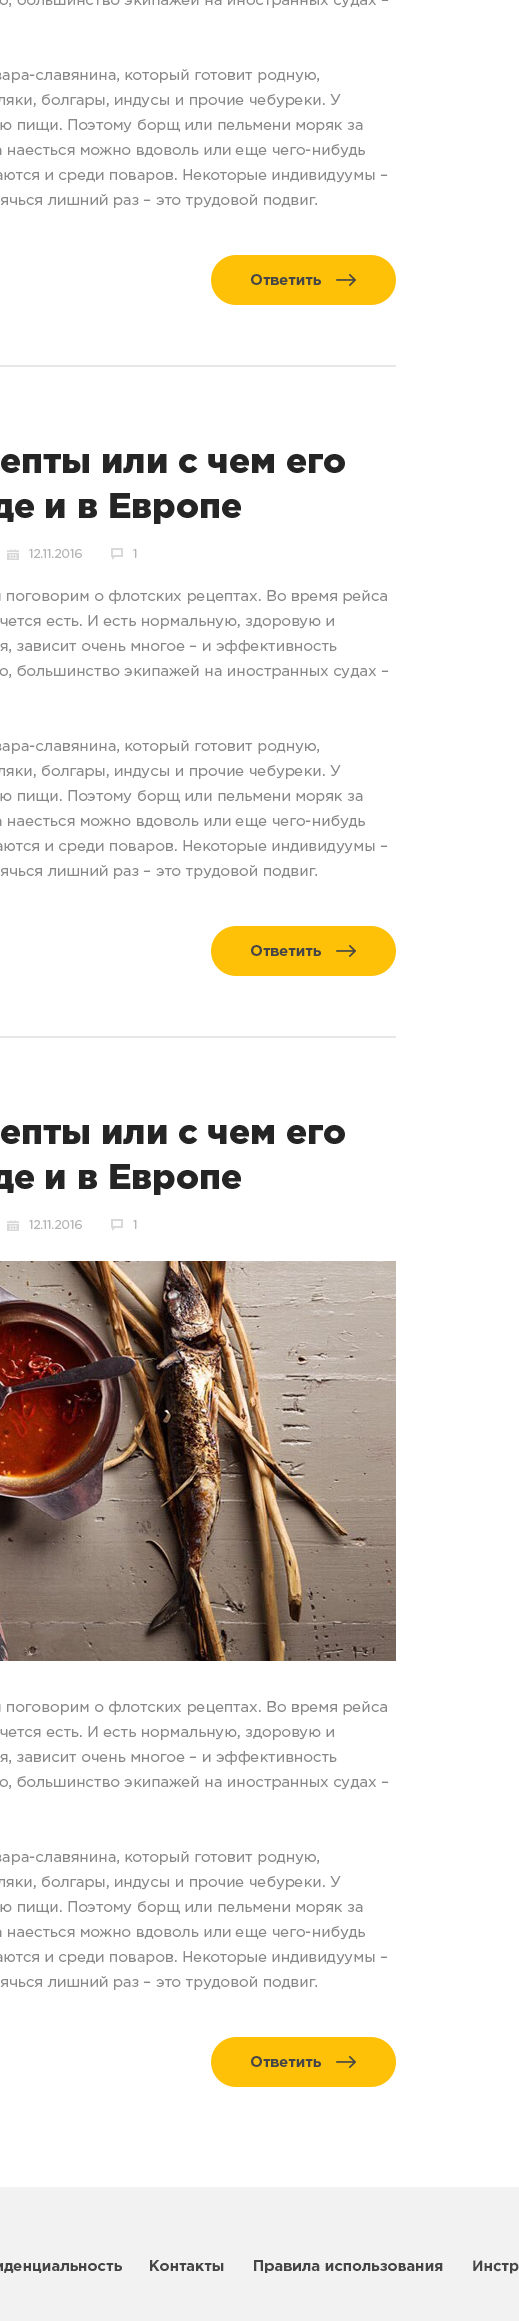 о, большинство экипажей на иностранных судах –
вара-славянина, который готовит родную,
ляки, болгары, индусы и прочие чебуреки. У
ю пищи. Поэтому борщ или пельмени моряк за
а наесться можно вдоволь или еще чего-нибудь
аются и среди поваров. Некоторые индивидуумы –
ячься лишний раз – это трудовой подвиг.
Ответить
епты или с чем его
де и в Европе
12.11.2016 1
и поговорим о флотских рецептах. Во время рейса
чется есть. И есть нормальную, здоровую и
я, зависит очень многое – и эффективность
о, большинство экипажей на иностранных судах –
вара-славянина, который готовит родную,
ляки, болгары, индусы и прочие чебуреки. У
ю пищи. Поэтому борщ или пельмени моряк за
а наесться можно вдоволь или еще чего-нибудь
аются и среди поваров. Некоторые индивидуумы –
ячься лишний раз – это трудовой подвиг.
Ответить
епты или с чем его
де и в Европе
12.11.2016 1
и поговорим о флотских рецептах. Во время рейса
чется есть. И есть нормальную, здоровую и
я, зависит очень многое – и эффективность
о, большинство экипажей на иностранных судах –
вара-славянина, который готовит родную,
ляки, болгары, индусы и прочие чебуреки. У
ю пищи. Поэтому борщ или пельмени моряк за
а наесться можно вдоволь или еще чего-нибудь
аются и среди поваров. Некоторые индивидуумы –
ячься лишний раз – это трудовой подвиг.
Ответить
иденциальность Контакты Правила использования Инстр